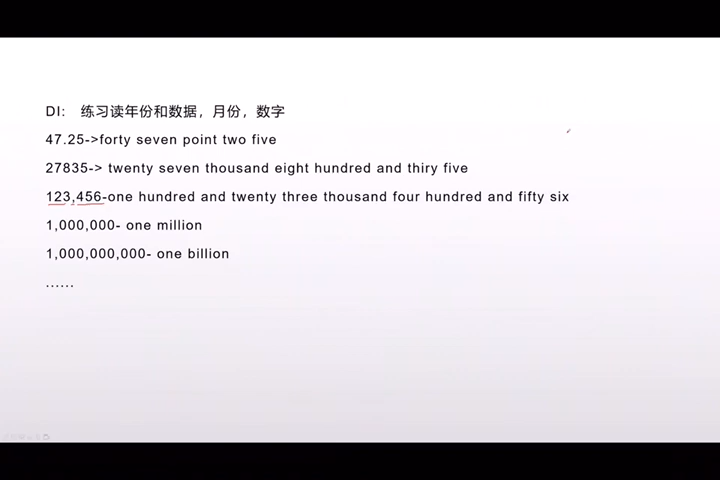 DI: 练习读年份和数据，月份，数字
47.25->forty seven point two five
27835-> twenty seven thousand eight hundred and thiry five
123,456-one hundred and twenty three thousand four hundred and fifty six
1,000,000- one million
1,000,000,000- one billion
......